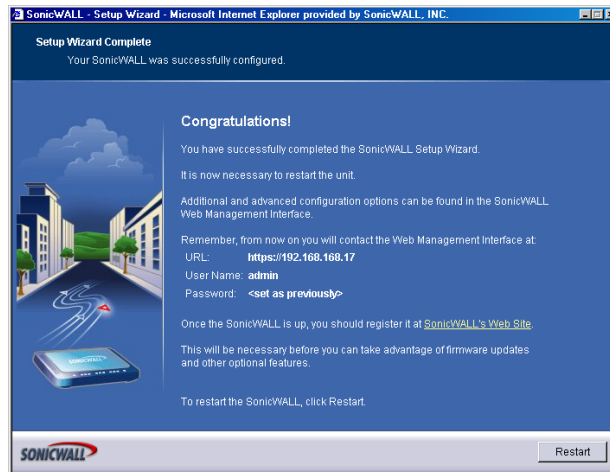 SonicWALL - Setup Wizard - Microsoft Internet Explorer provided by SonicWALL, INC.
Setup Wizard Complete
Your SonicWALL was successfully configured.
Congratulations!
You have successfully completed the SonicWALL Setup Wizard.
It is now necessary to restart the unit.
Additional and advanced configuration options can be found in the SonicWALL
Web Management Interface.
Remember, from now on you will contact the Web Management Interface at:
URL: https://192.168.168.17
User Name: admin
Password: <set as previously>
Once the SonicWALL is up, you should register it at SonicWALL's Web Site.
This will be necessary before you can take advantage of firmware updates
and other optional features.
To restart the SonicWALL, click Restart.
SONICWALL
SONICWALL
Restart